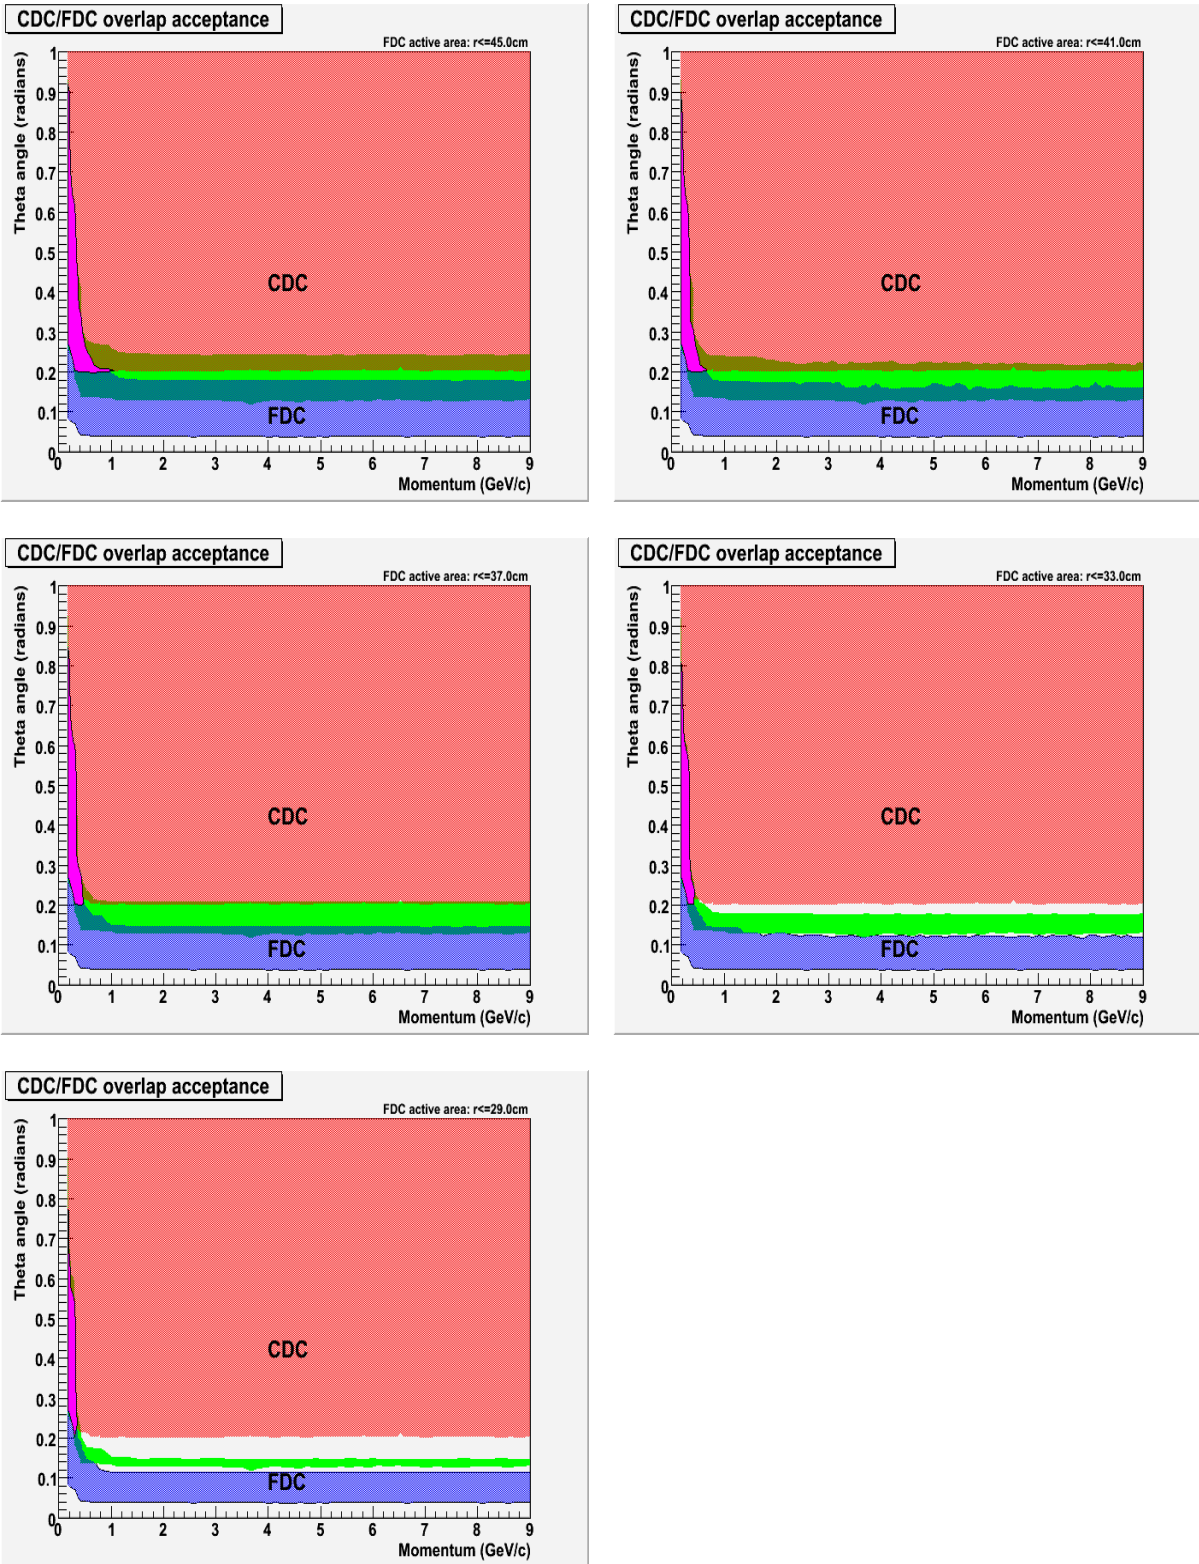 CDC/FDC overlap acceptance
FDC active area: r<=45.0cm
Theta angle (radians)
1
0.9
0.8
0.7
0.6
0.5
0.4
0.3
0.2
0.1
0
CDC
FDC
0 1 2 3 4 5 6 7 8 9
Momentum (GeV/c)
CDC/FDC overlap acceptance
FDC active area: r<=41.0cm
Theta angle (radians)
1
0.9
0.8
0.7
0.6
0.5
0.4
0.3
0.2
0.1
0
CDC
FDC
0 1 2 3 4 5 6 7 8 9
Momentum (GeV/c)
CDC/FDC overlap acceptance
FDC active area: r<=37.0cm
Theta angle (radians)
1
0.9
0.8
0.7
0.6
0.5
0.4
0.3
0.2
0.1
0
CDC
FDC
0 1 2 3 4 5 6 7 8 9
Momentum (GeV/c)
CDC/FDC overlap acceptance
FDC active area: r<=33.0cm
Theta angle (radians)
1
0.9
0.8
0.7
0.6
0.5
0.4
0.3
0.2
0.1
0
CDC
FDC
0 1 2 3 4 5 6 7 8 9
Momentum (GeV/c)
CDC/FDC overlap acceptance
FDC active area: r<=29.0cm
Theta angle (radians)
1
0.9
0.8
0.7
0.6
0.5
0.4
0.3
0.2
0.1
0
CDC
FDC
0 1 2 3 4 5 6 7 8 9
Momentum (GeV/c)